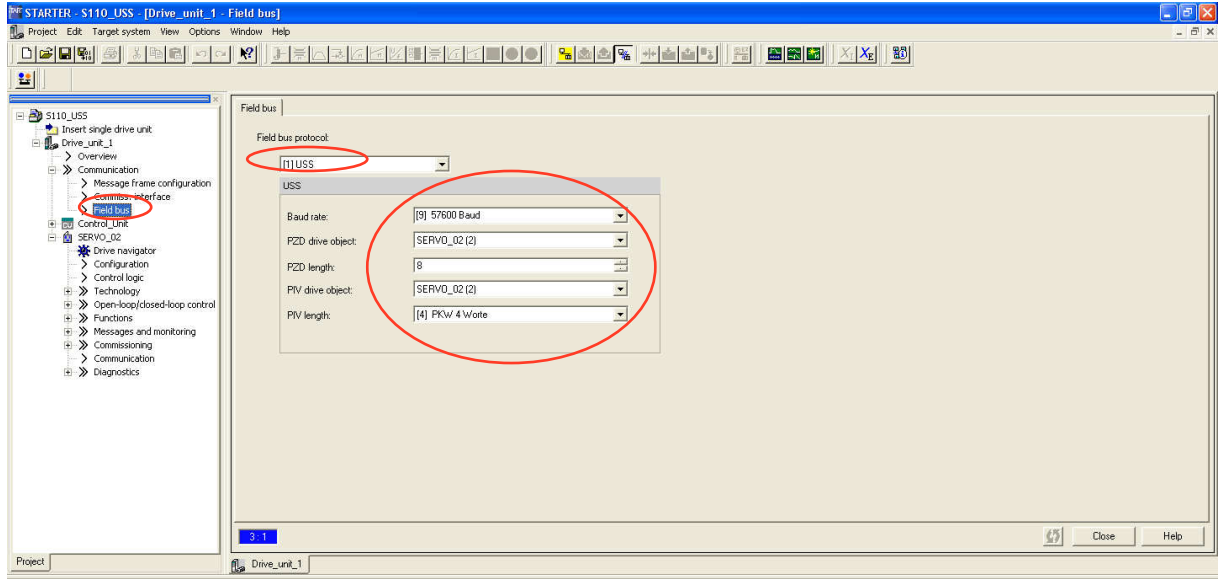 STARTER - S110_USS - [Drive_unit_1 - Field bus]
Project Edit Target system View Options Window Help
S110_USS
Insert single drive unit
Drive_unit_1
Overview
Communication
Message frame configuration
Commiss. interface
Field bus
Control_Unit
SERVO_02
Drive navigator
Configuration
Control logic
Technology
Open-loop/closed-loop control
Functions
Messages and monitoring
Commissioning
Communication
Diagnostics
Project
Field bus
Field bus protocol:
[1] USS
USS
Baud rate: [9] 57600 Baud
PZD drive object: SERVO_02 (2)
PZD length: 8
PIV drive object: SERVO_02 (2)
PIV length: [4] PKW 4 Worte
3:1
Close Help
Drive_unit_1